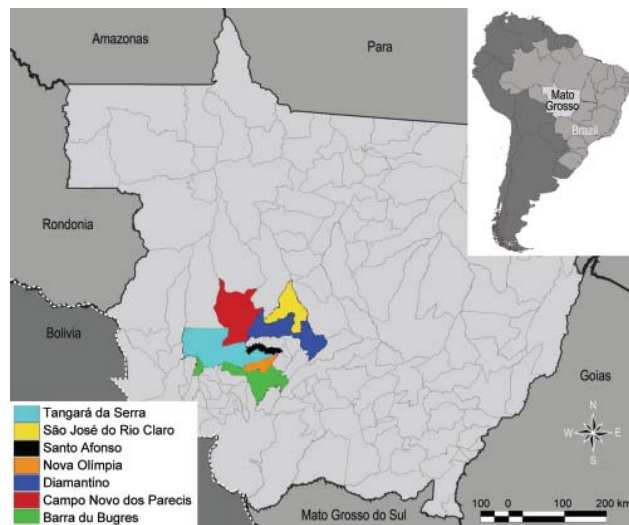 Amazonas
Para
Mato
Grosso
Brazil
Rondonia
Bolivia
Goias
Tangará da Serra
São José do Rio Claro
Santo Afonso
Nova Olímpia
Diamantino
Campo Novo dos Parecis
Barra du Bugres
N
W E
S
Mato Grosso do Sul
100 0 100 200 km